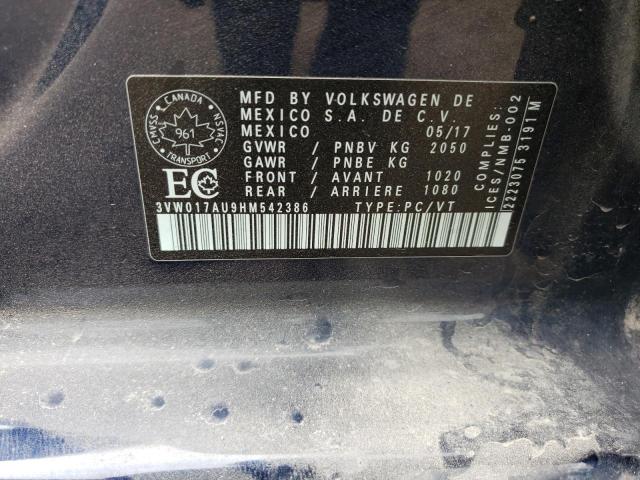 CANADA
CMVSS NSVAC
961
TRANSPORT
EC
MFD BY VOLKSWAGEN DE
MEXICO S.A. DE C.V.
MEXICO 05/17
GVWR / PNBV KG 2050
GAWR / PNBE KG
FRONT / AVANT 1020
REAR / ARRIERE 1080
3VW017AU9HM542386 TYPE:PC/VT
COMPLIES:
ICES/NMB-002
2223075 3191M